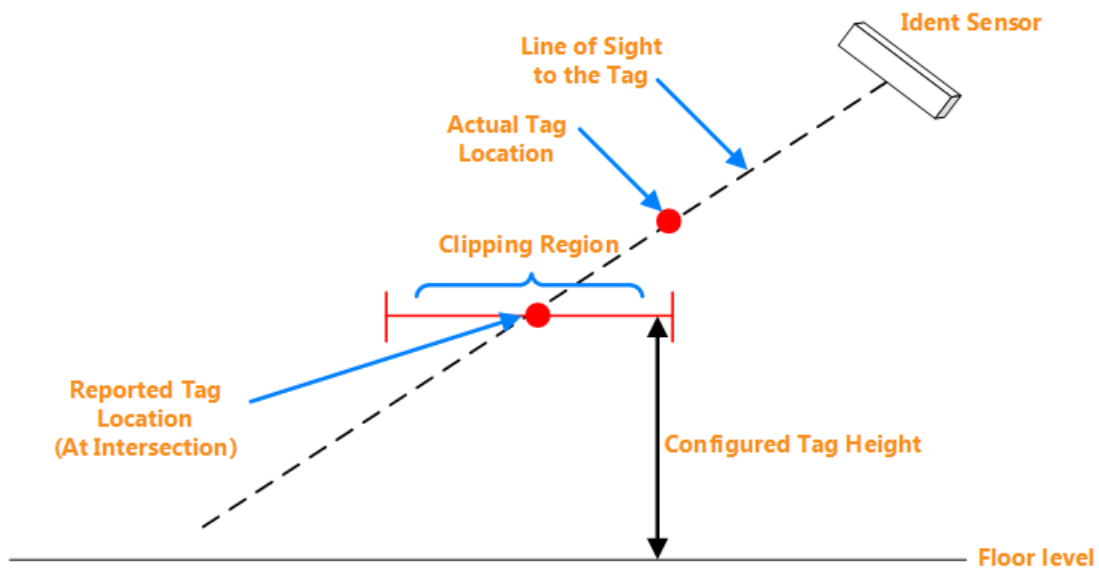 Ident Sensor
Line of Sight
to the Tag
Actual Tag
Location
Clipping Region
Reported Tag
Location
(At Intersection)
Configured Tag Height
Floor level